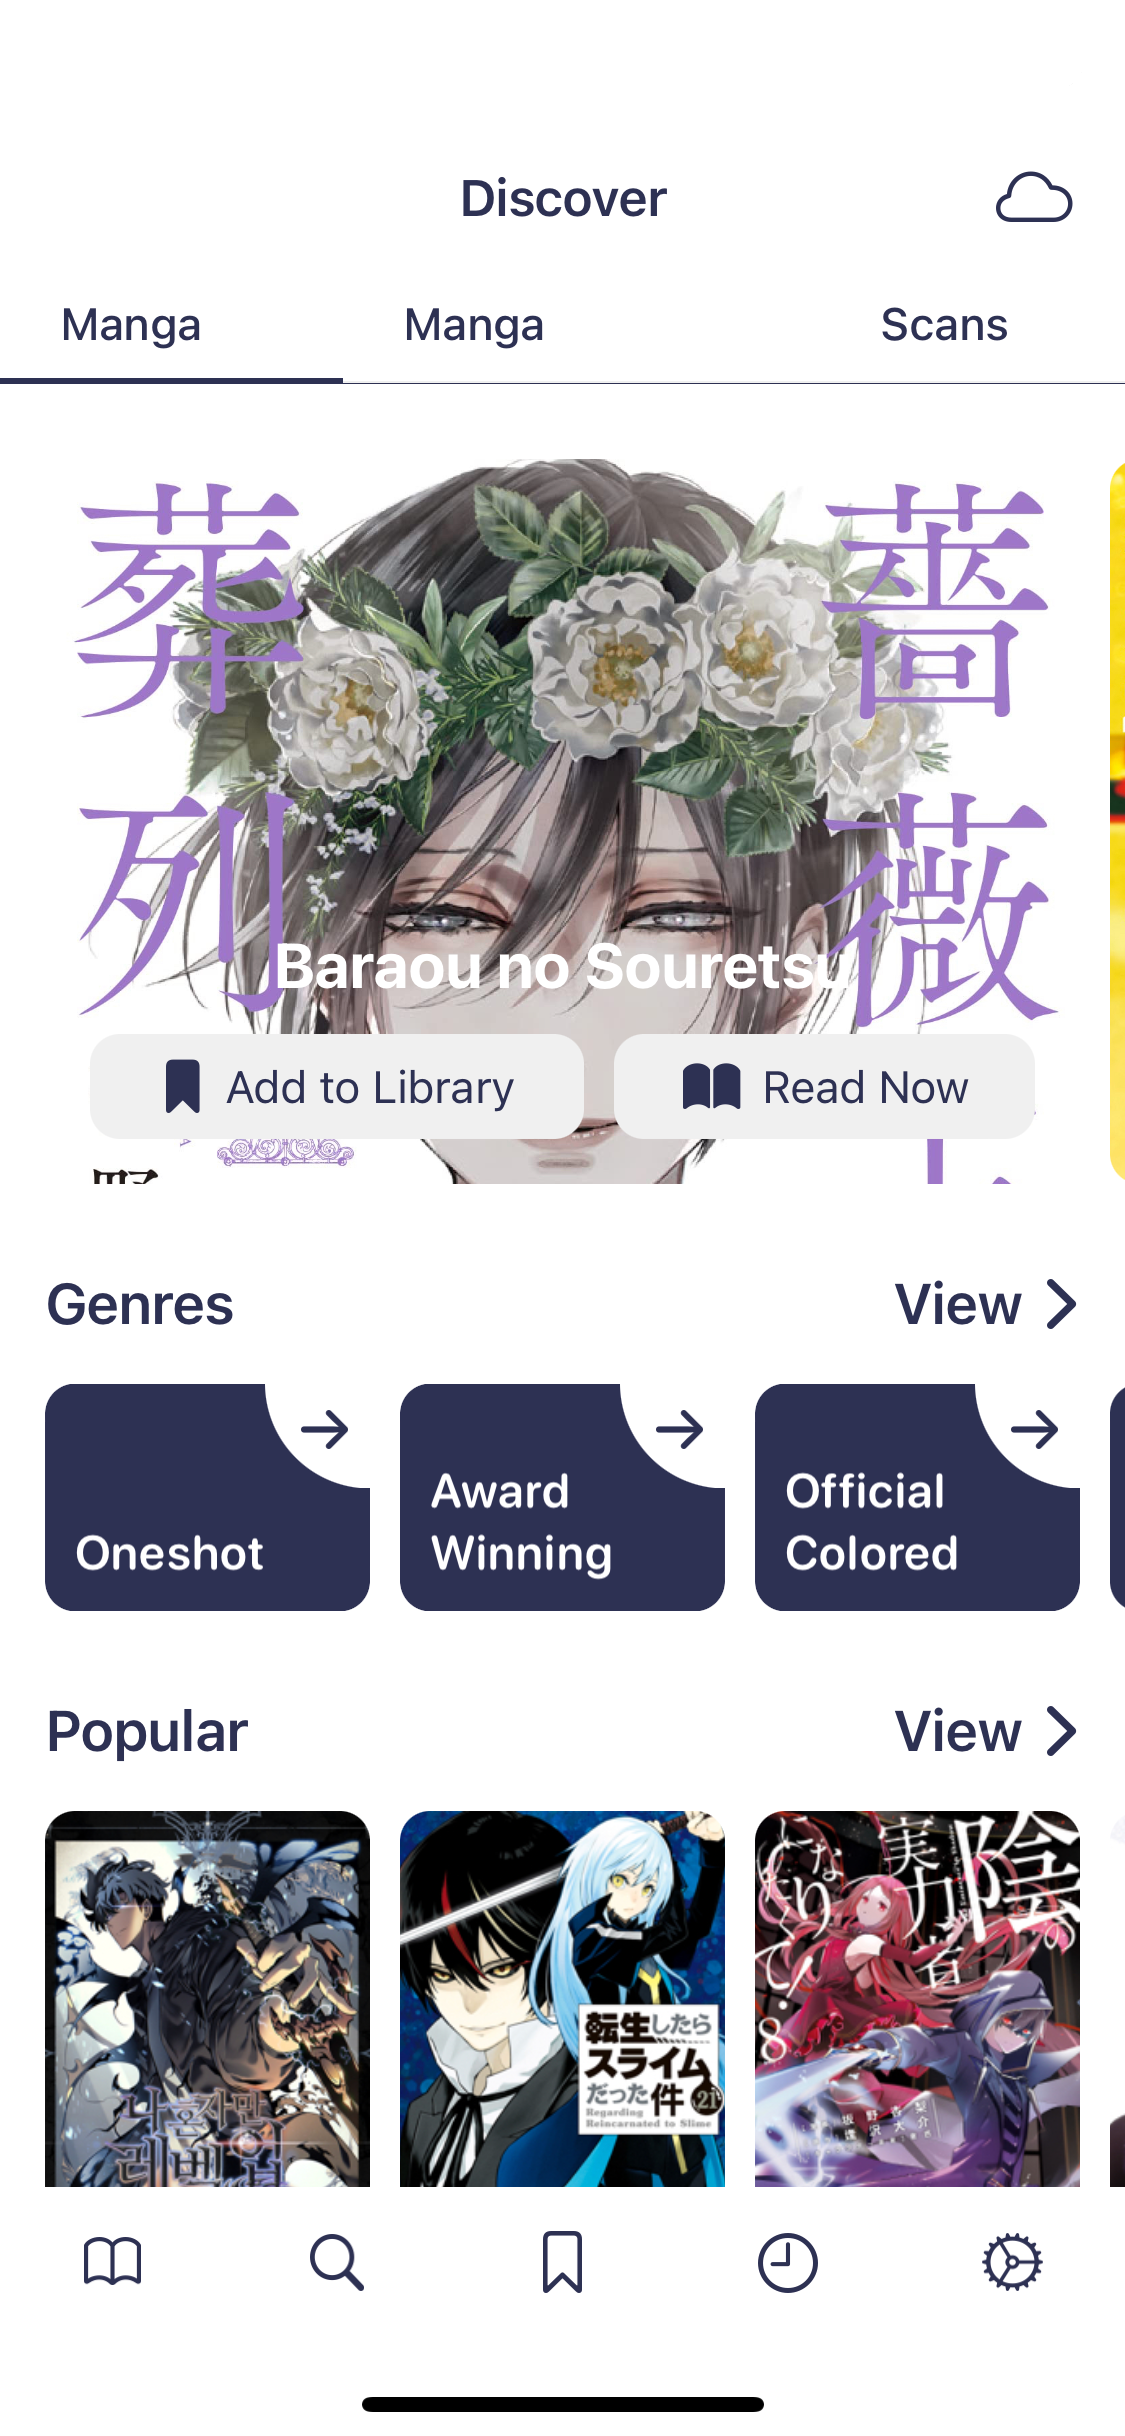 Discover
Manga
Manga
Scans
薔薇
葬列
Baraou no Souretsu
Add to Library
Read Now
Genres
View
Oneshot
Award
Winning
Official
Colored
Popular
View
나 혼자만
레벨업
転生したら
スライム
だった件
21
Regarding
Reincarnated to Slime
陰の
実力者
になりたくて!
8